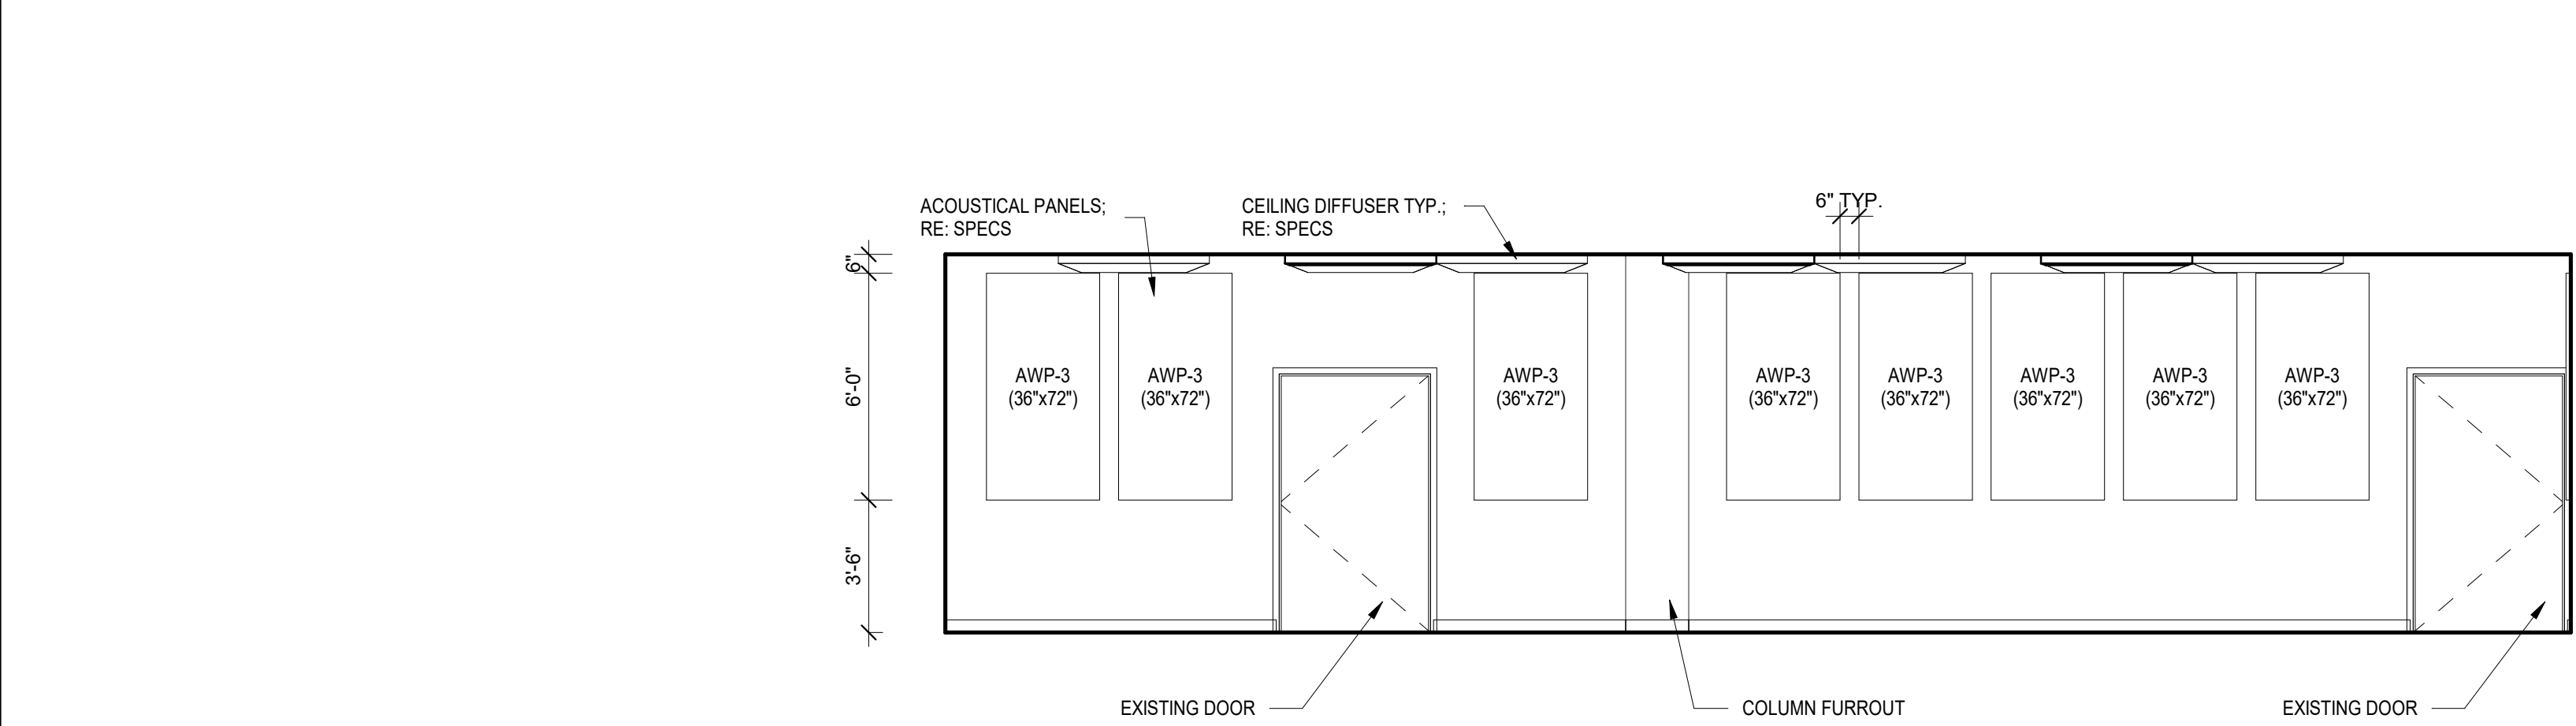 ACOUSTICAL PANELS;
RE: SPECS
CEILING DIFFUSER TYP.;
RE: SPECS
6" TYP.
6"
6'-0"
3'-6"
AWP-3
(36"x72")
AWP-3
(36"x72")
AWP-3
(36"x72")
AWP-3
(36"x72")
AWP-3
(36"x72")
AWP-3
(36"x72")
AWP-3
(36"x72")
AWP-3
(36"x72")
EXISTING DOOR
COLUMN FURROUT
EXISTING DOOR